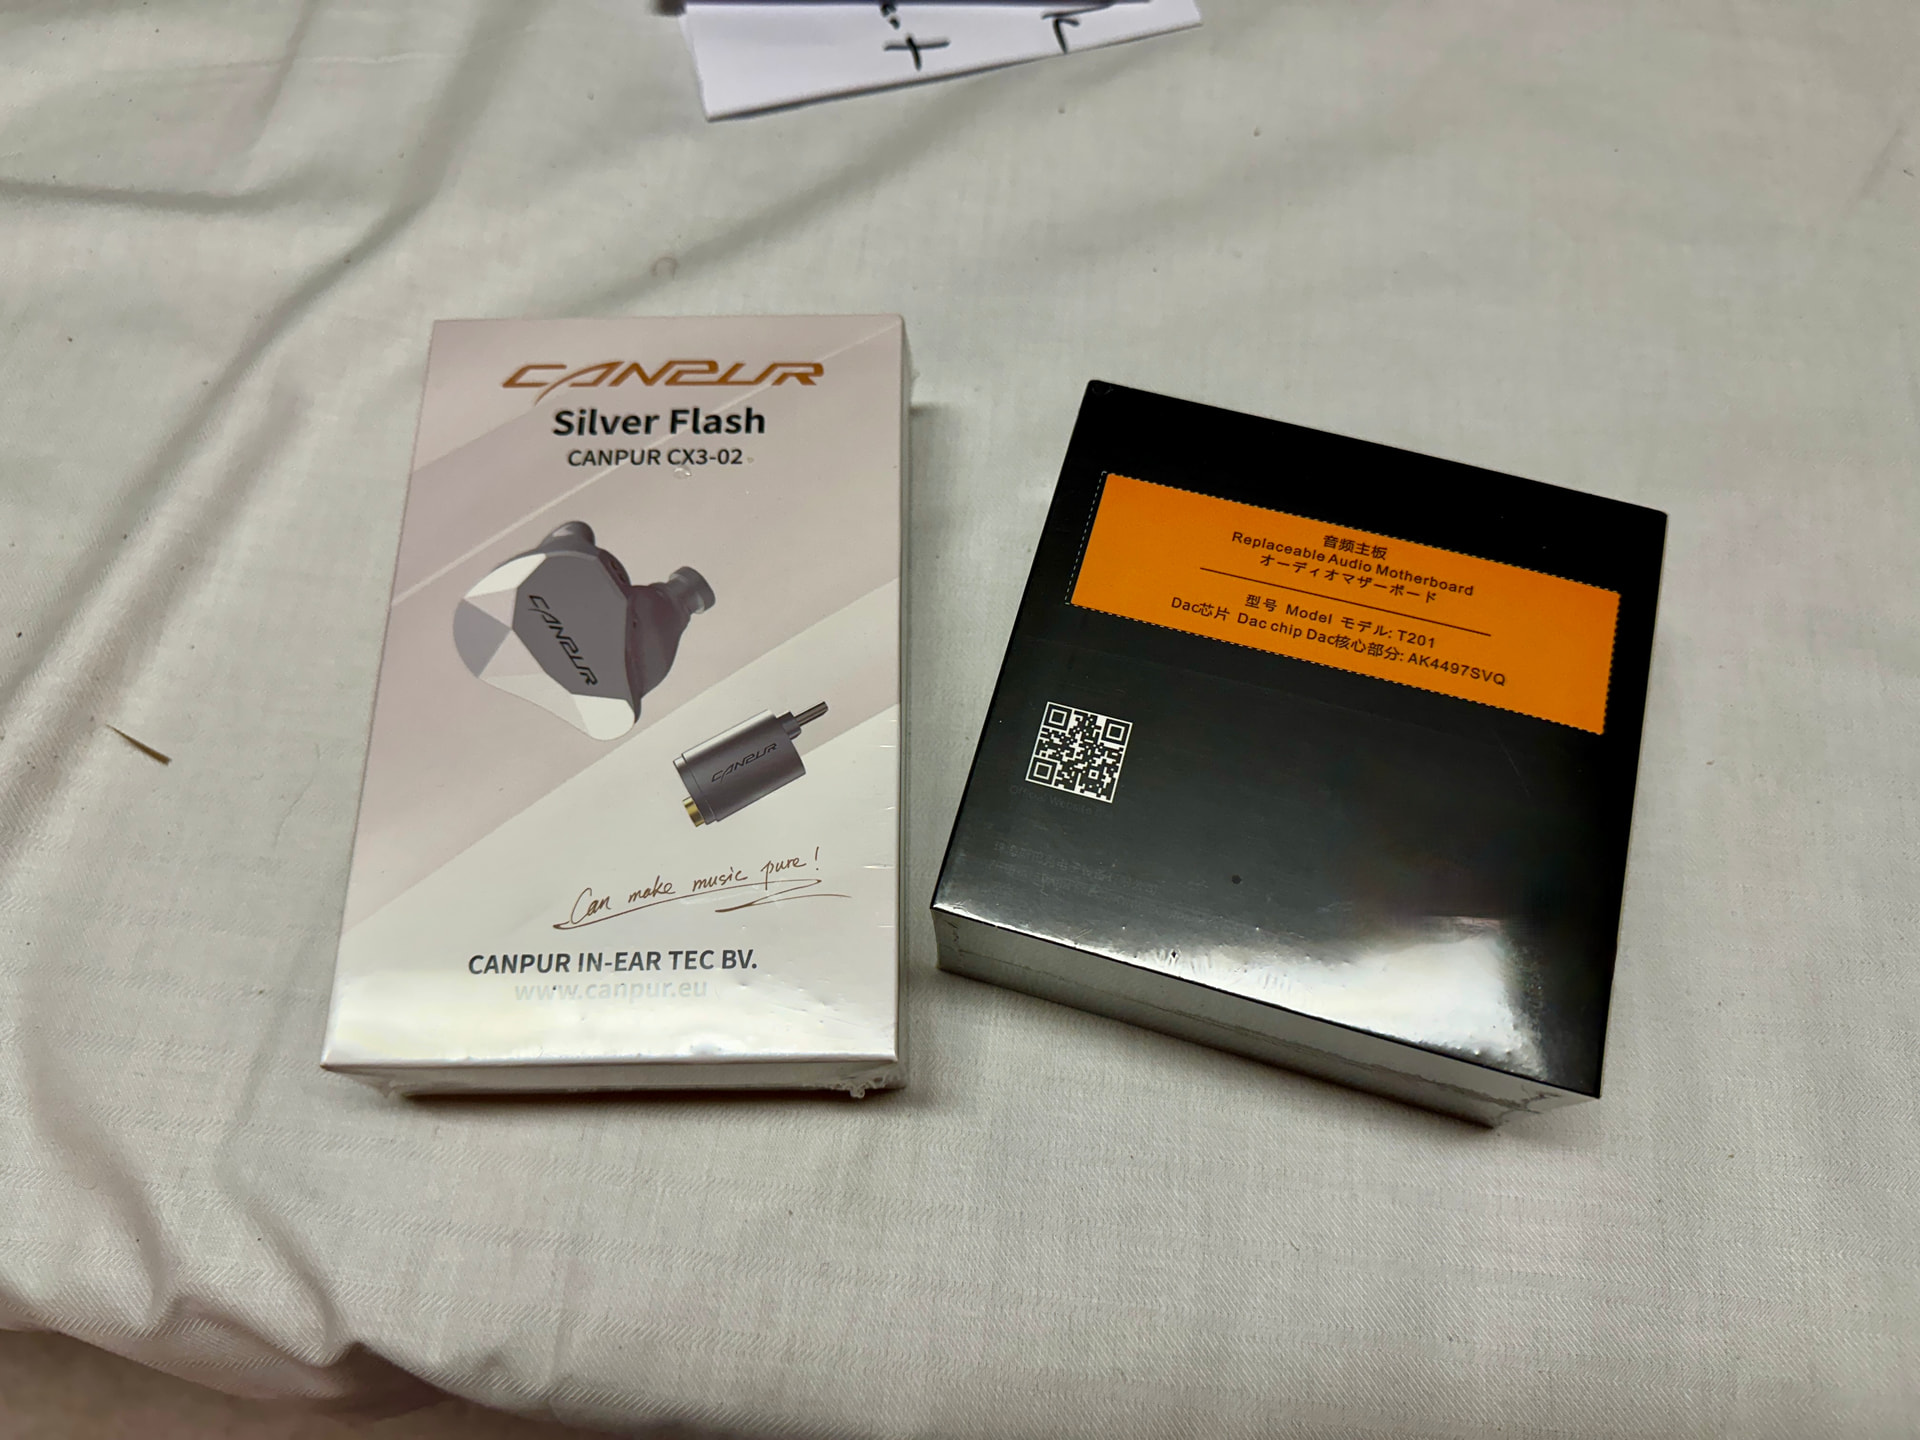 CANPUR
Silver Flash
CANPUR CX3-02
CANPUR
CANPUR
Can make music pure!
CANPUR IN-EAR TEC BV.
www.canpur.eu
音频主板
Replaceable Audio Motherboard
オーディオマザーボード
型号 Model モデル: T201
Dac芯片 Dac chip Dac核心部分: AK4497SVQ
Official Website